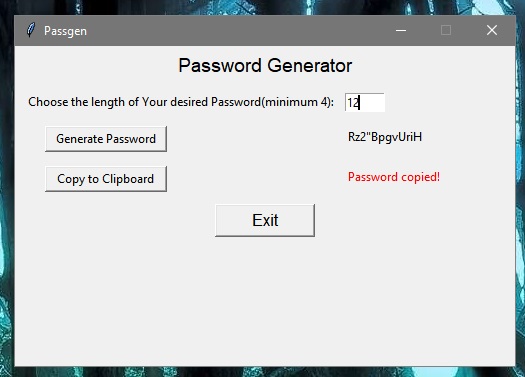 Passgen
Password Generator
Choose the length of Your desired Password(minimum 4): 12
Generate Password Rz2"BpgvUriH
Copy to Clipboard Password copied!
Exit